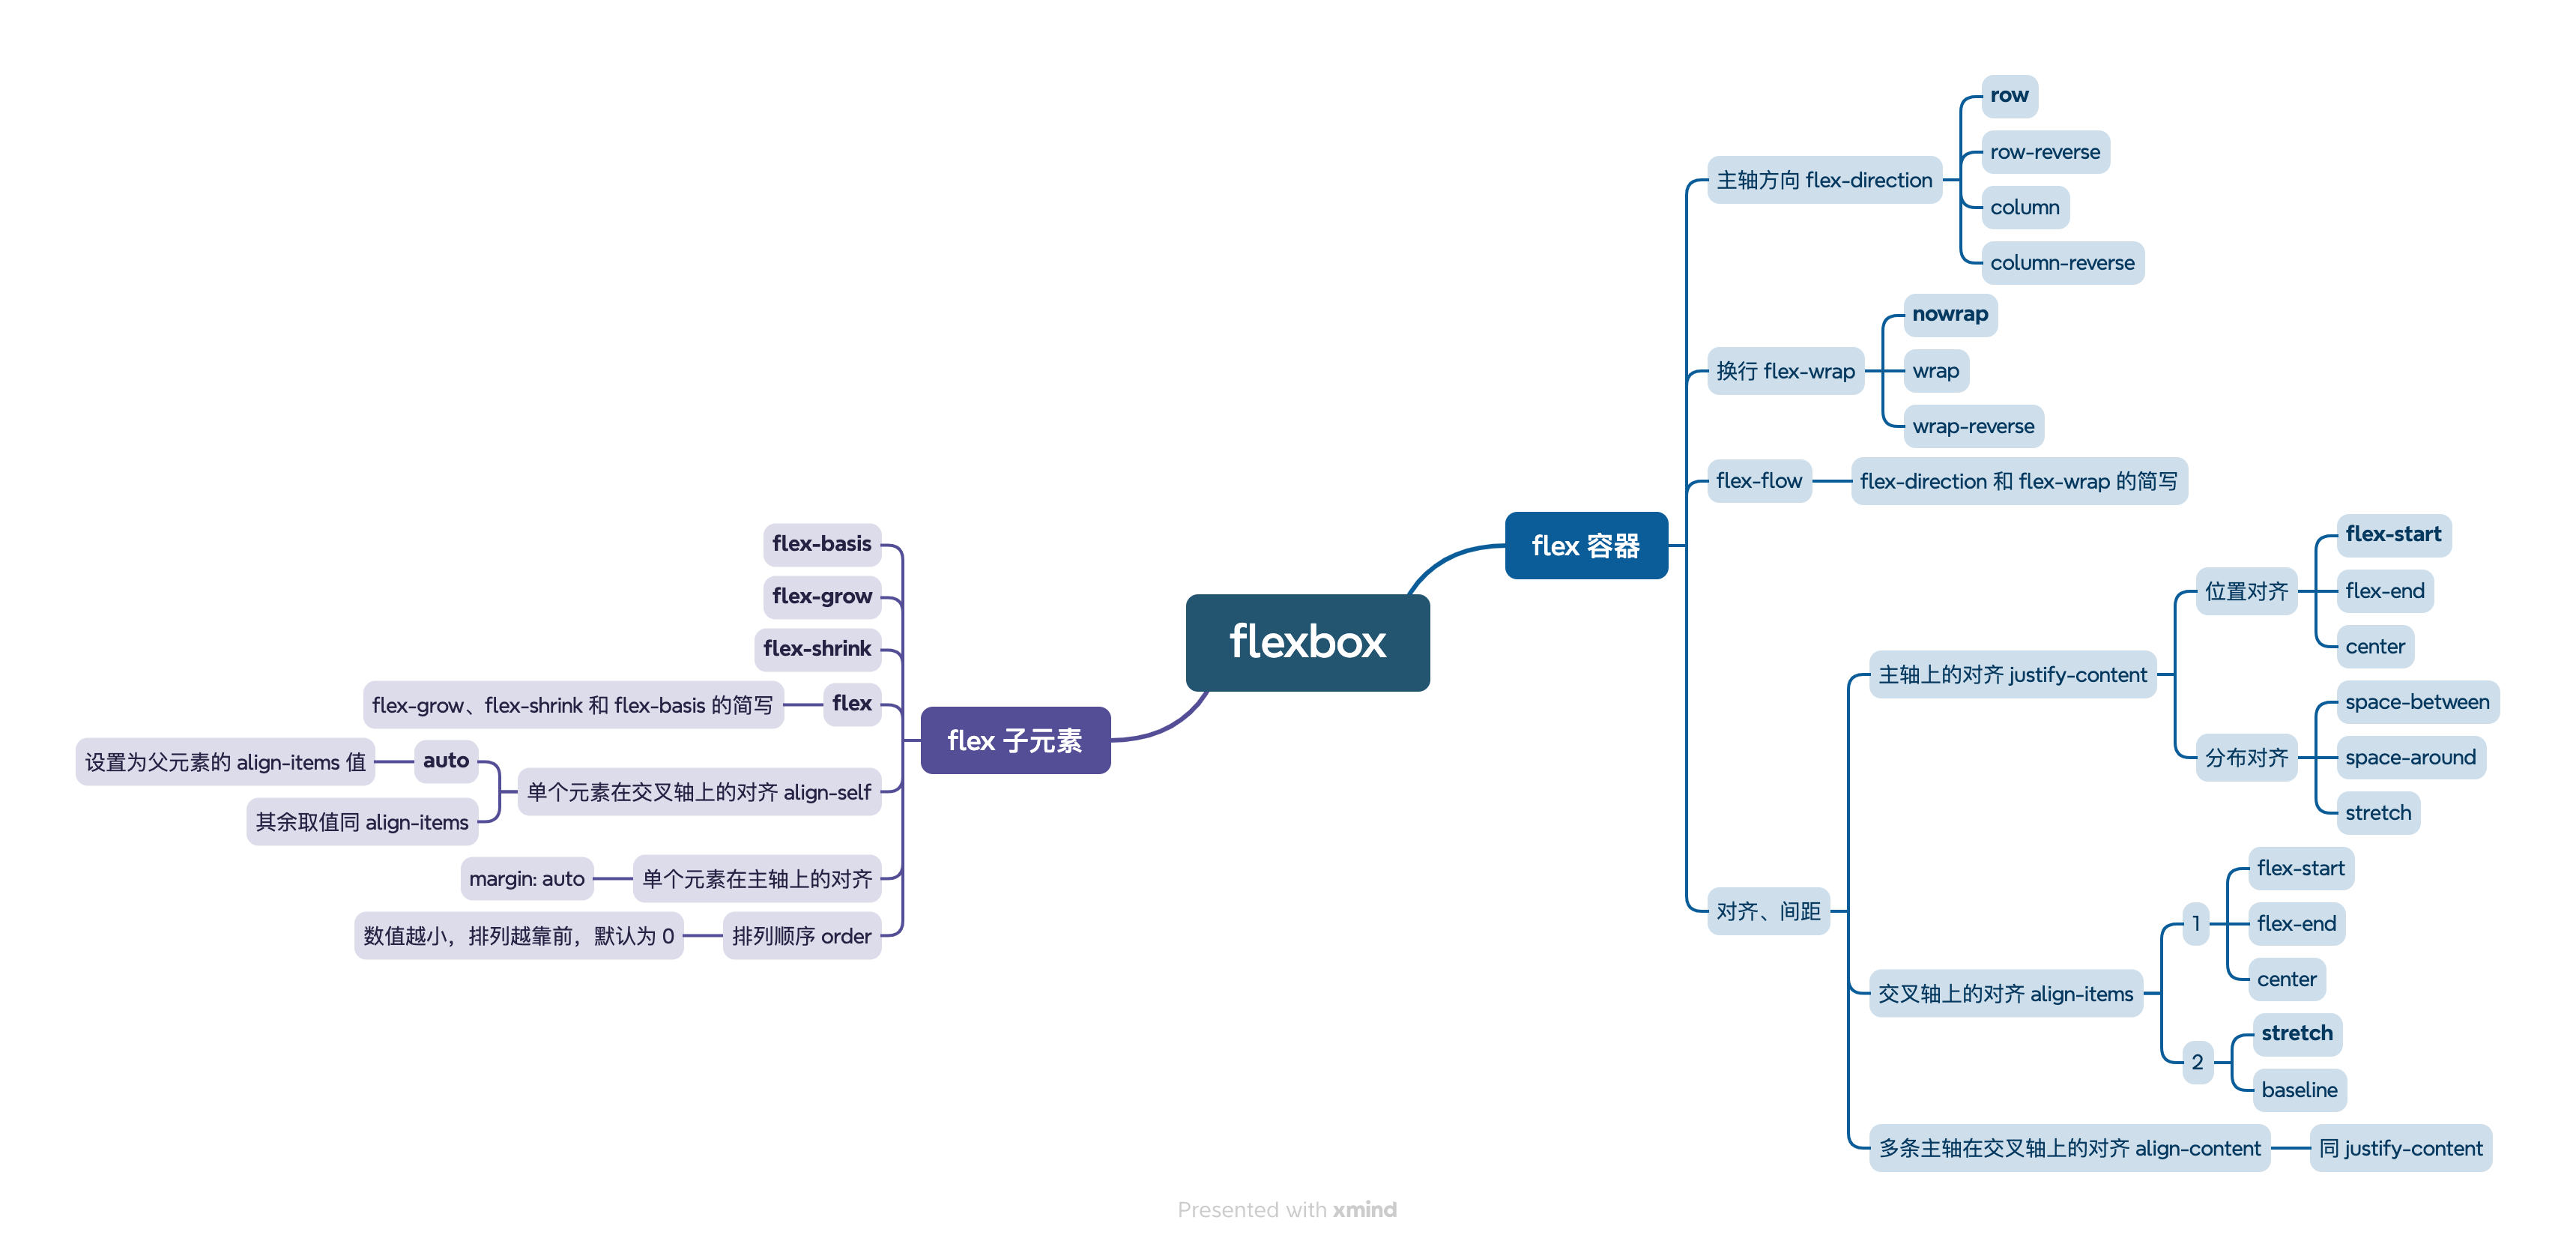 flexbox
flex 容器
主轴方向 flex-direction
row
row-reverse
column
column-reverse
换行 flex-wrap
nowrap
wrap
wrap-reverse
flex-flow
flex-direction 和 flex-wrap 的简写
对齐、间距
主轴上的对齐 justify-content
位置对齐
flex-start
flex-end
center
分布对齐
space-between
space-around
stretch
交叉轴上的对齐 align-items
1
flex-start
flex-end
center
2
stretch
baseline
多条主轴在交叉轴上的对齐 align-content
同 justify-content
flex 子元素
flex-basis
flex-grow
flex-shrink
flex
flex-grow、flex-shrink 和 flex-basis 的简写
单个元素在交叉轴上的对齐 align-self
auto
设置为父元素的 align-items 值
其余取值同 align-items
单个元素在主轴上的对齐
margin: auto
排列顺序 order
数值越小，排列越靠前，默认为 0
Presented with xmind